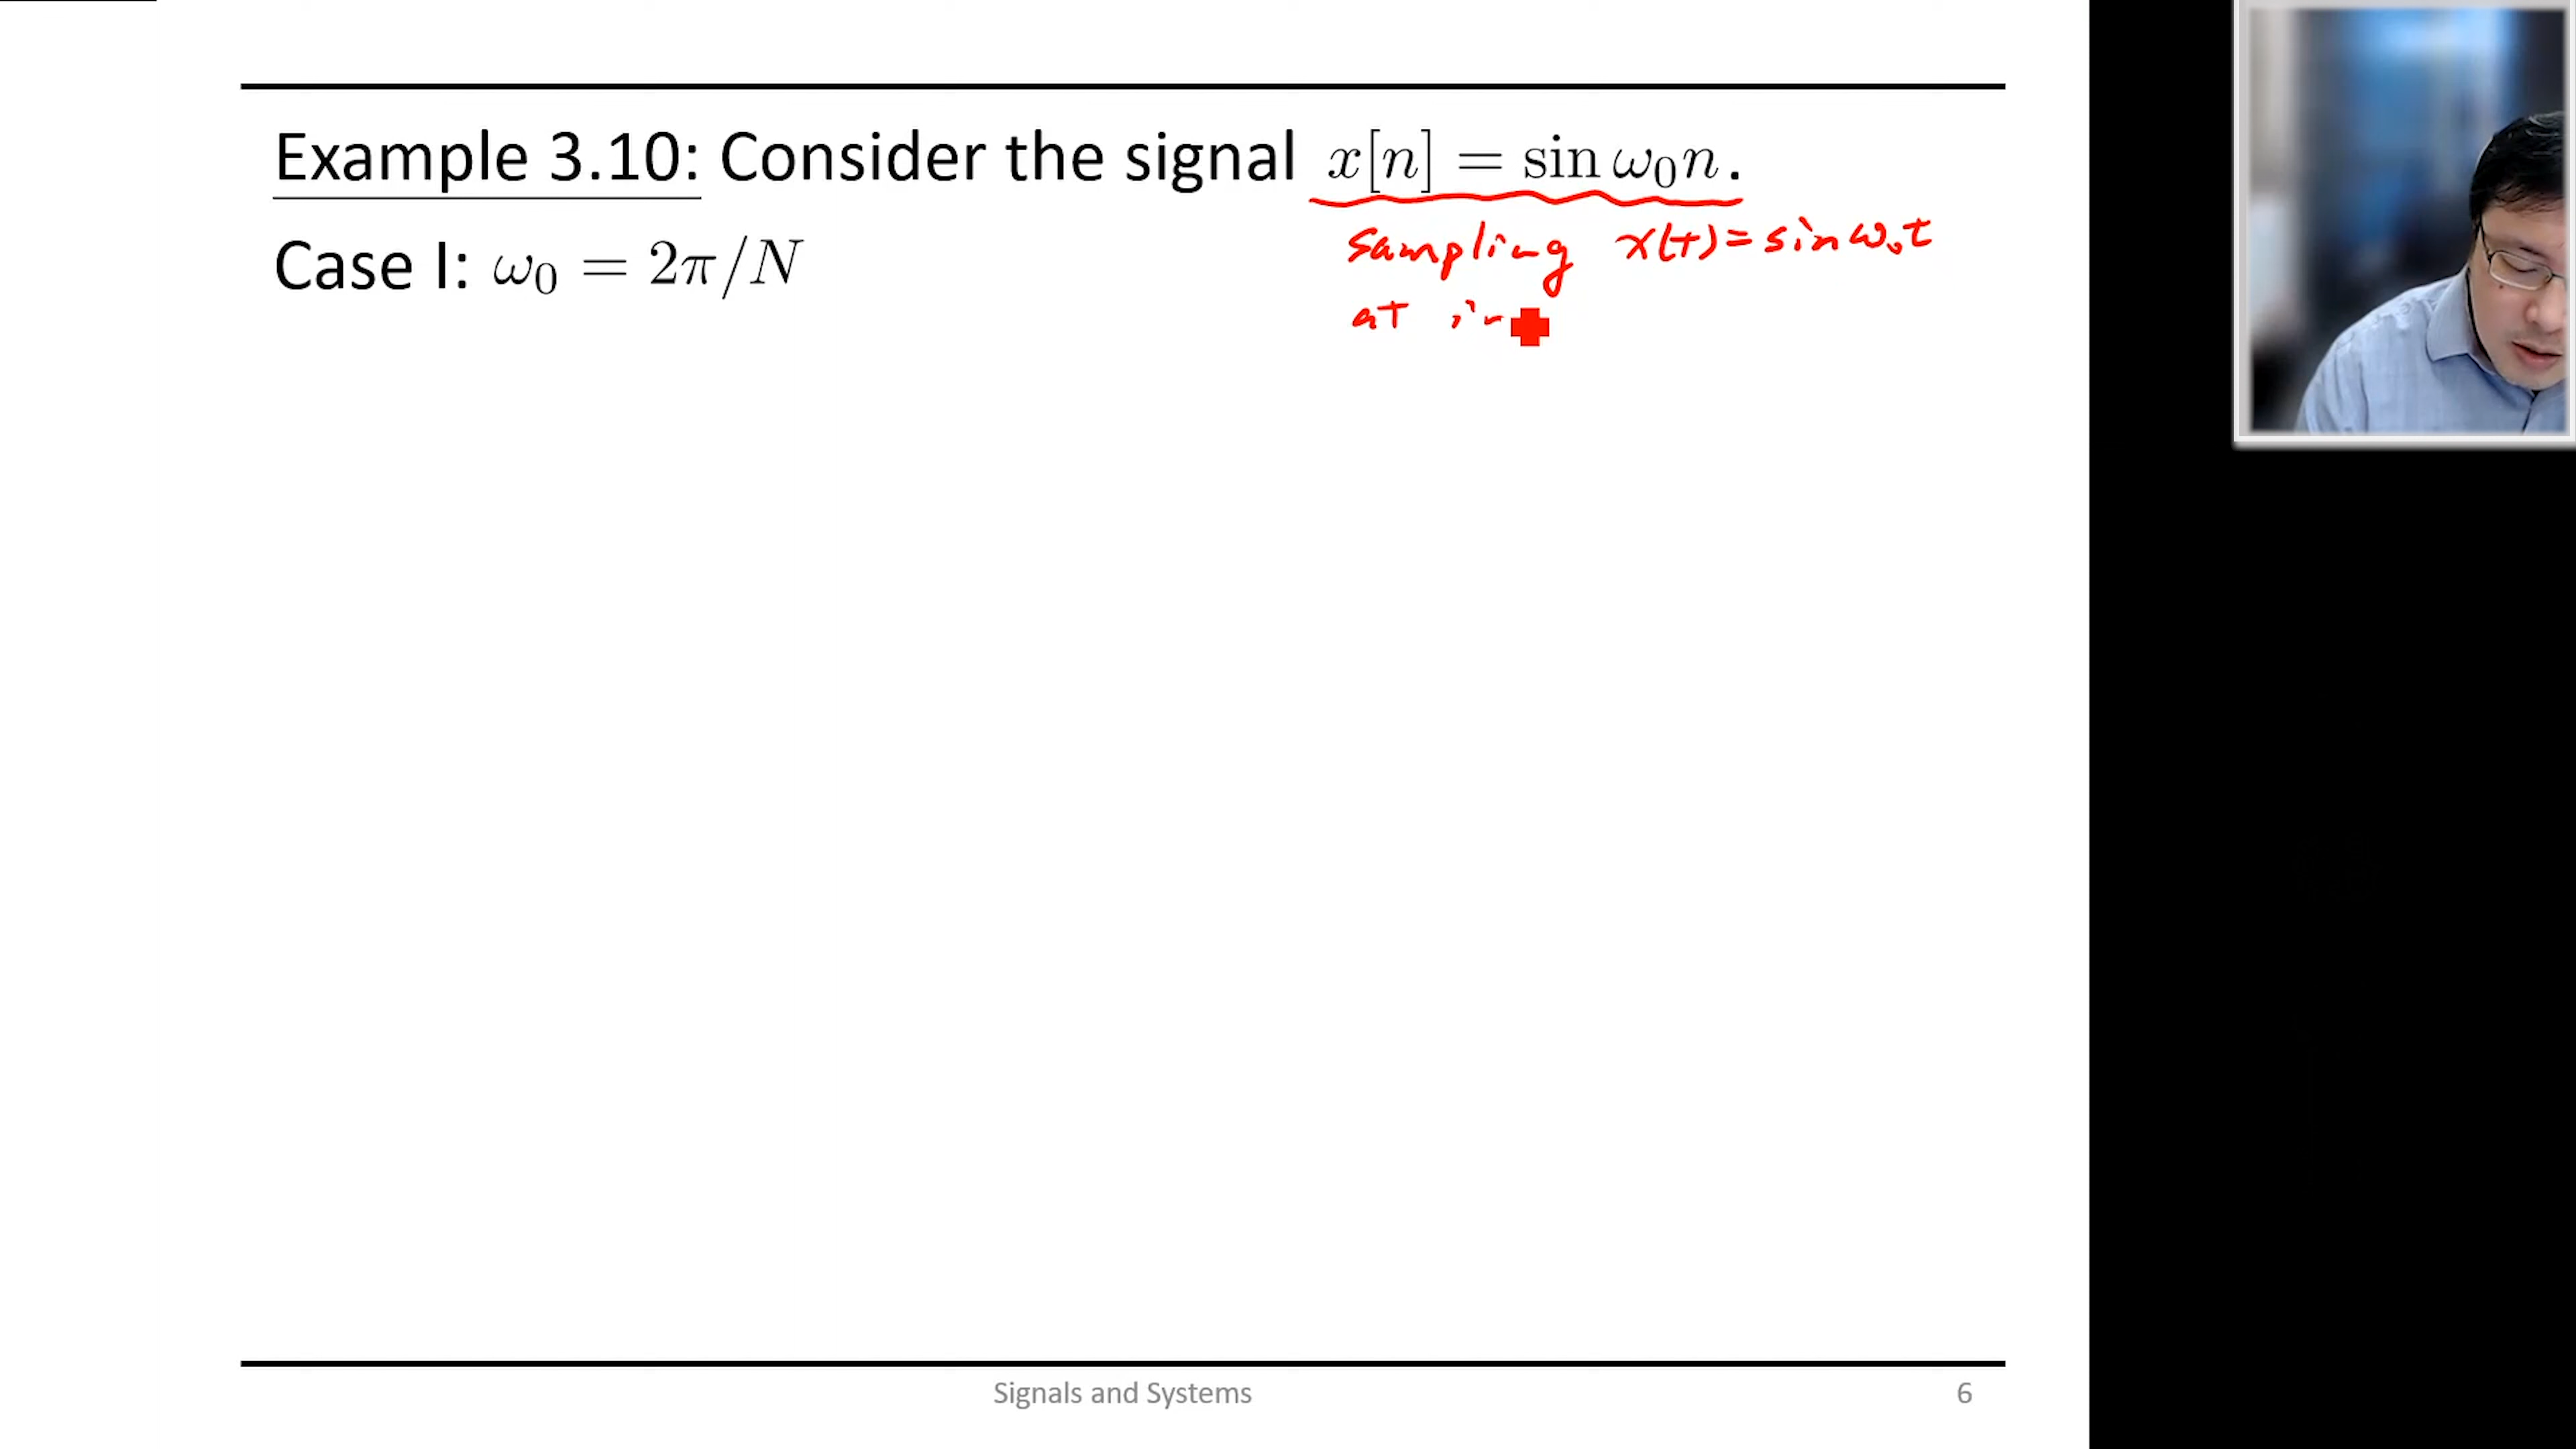 Example 3.10: Consider the signal x[n] = sin ω₀n.
sampling x(t) = sin ω₀t
Case I: ω₀ = 2π/N
at in
Signals and Systems
6